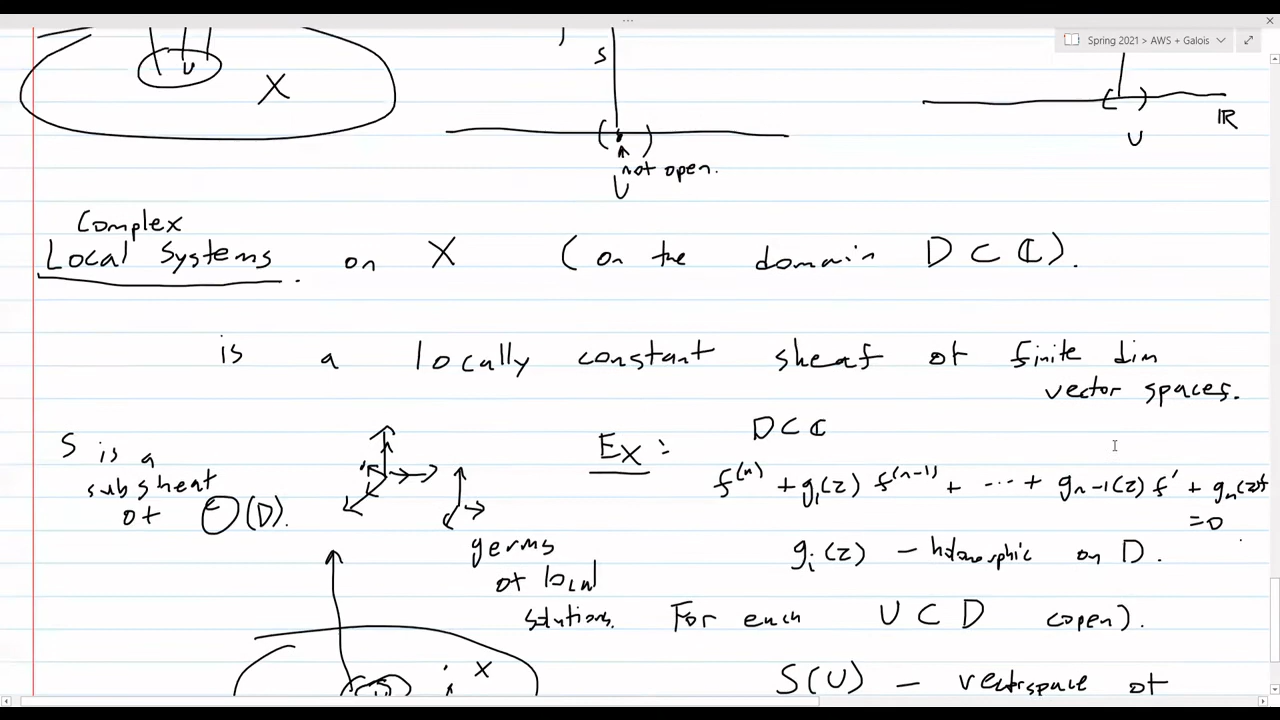 Spring 2021 > AWS + Galois
U
X
S
( )
not open.
U
( )
U
IR
Complex
Local Systems. on X (on the domain D ⊂ ℂ).
is a locally constant sheaf of finite dim
vector spaces.
S is a
subsheaf
of O(D).
germs
of local
solutions.
Ex:
D ⊂ ℂ
f^(n) + g₁(z) f^(n-1) + ... + g_{n-1}(z) f' + g_n(z) f
= 0
g_i(z) – holomorphic on D.
For each U ⊂ D (open).
X
S(U) – vectorspace of